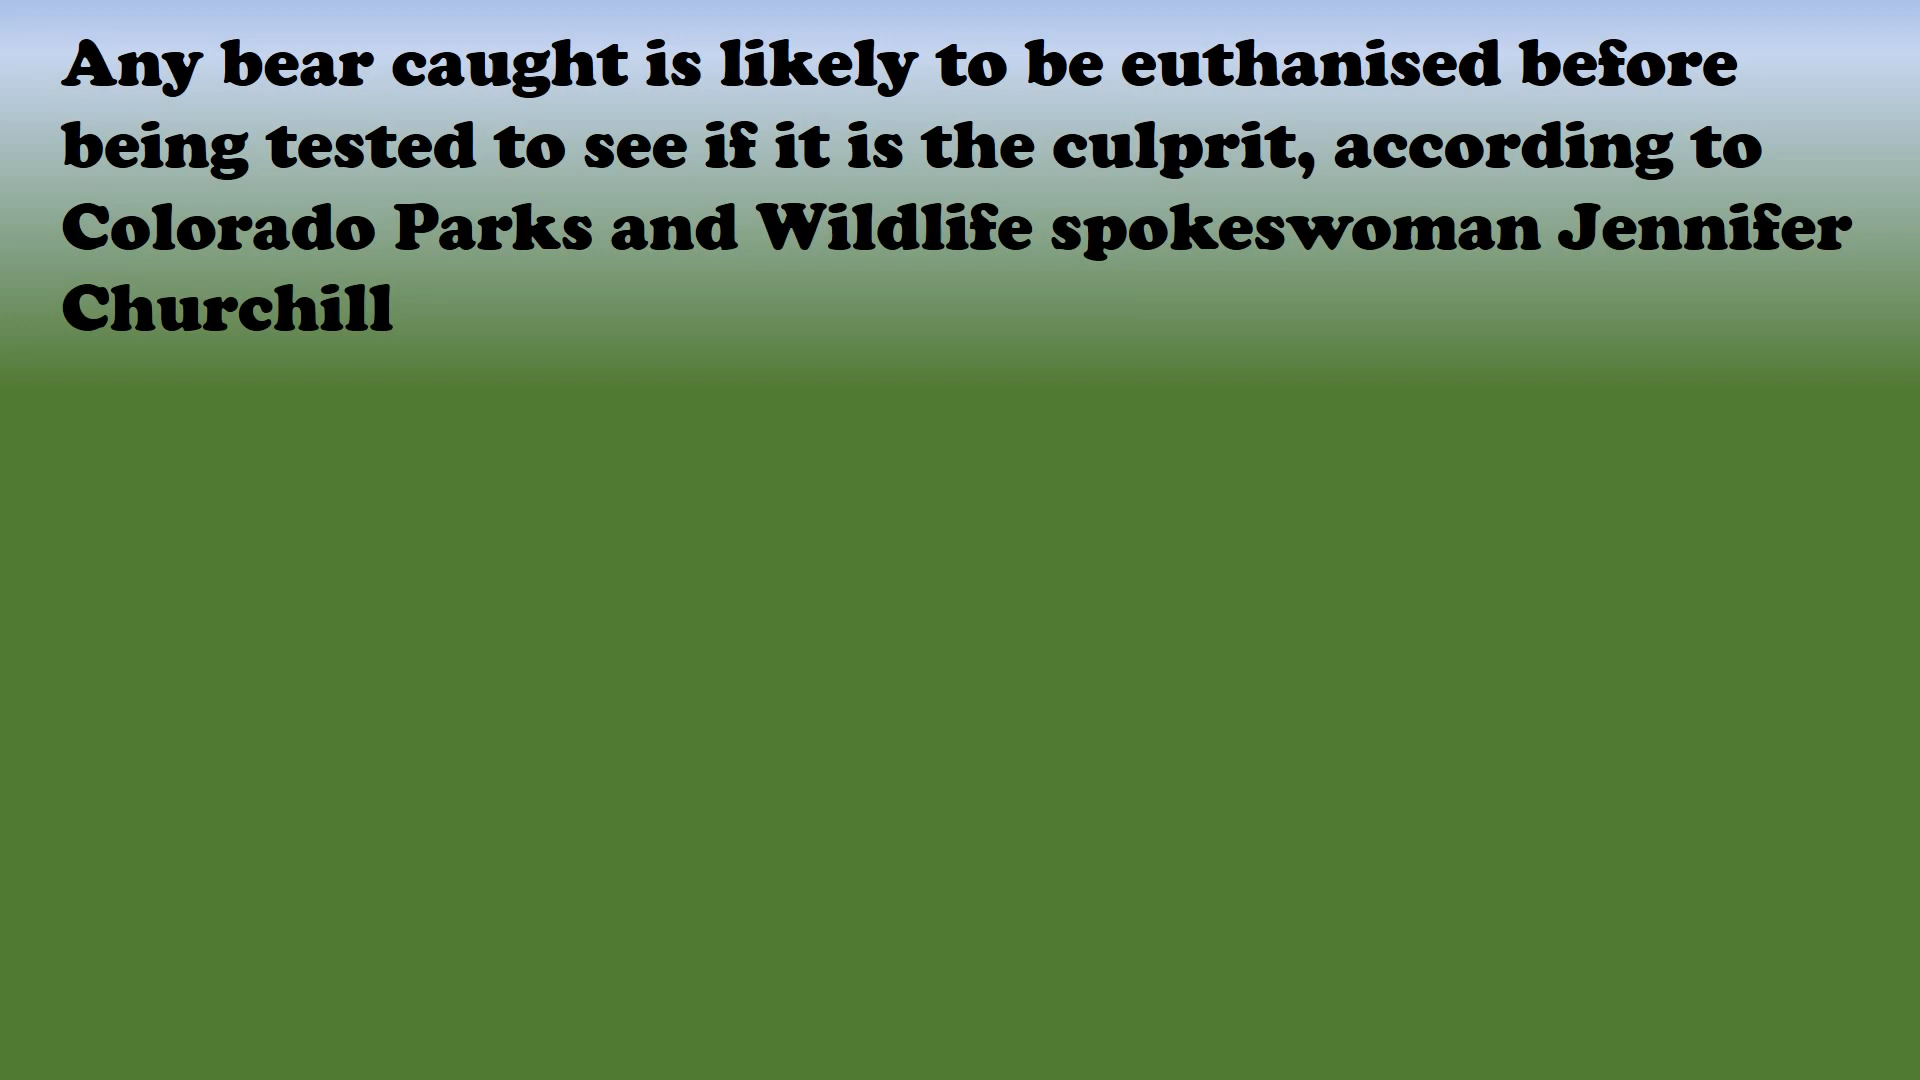 Any bear caught is likely to be euthanised before
being tested to see if it is the culprit, according to
Colorado Parks and Wildlife spokeswoman Jennifer
Churchill